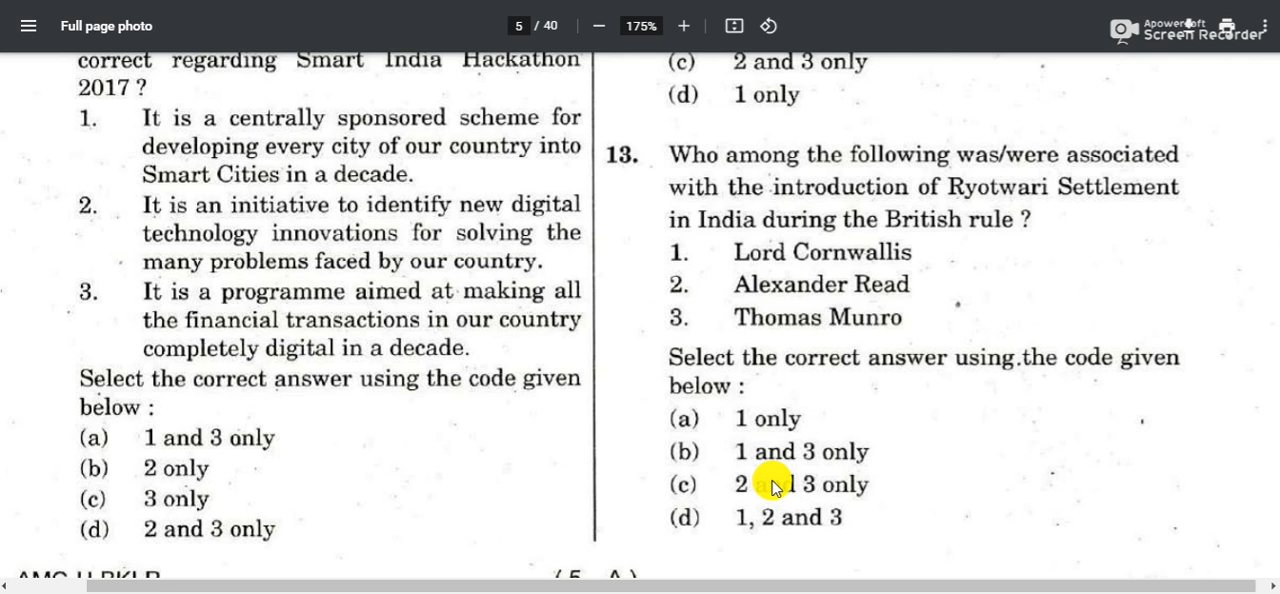 Full page photo
5 / 40
175%
Apowersoft
Screen Recorder
correct regarding Smart India Hackathon
2017 ?
1. It is a centrally sponsored scheme for
developing every city of our country into
Smart Cities in a decade.
2. It is an initiative to identify new digital
technology innovations for solving the
many problems faced by our country.
3. It is a programme aimed at making all
the financial transactions in our country
completely digital in a decade.
Select the correct answer using the code given
below :
(a) 1 and 3 only
(b) 2 only
(c) 3 only
(d) 2 and 3 only
(c) 2 and 3 only
(d) 1 only
13. Who among the following was/were associated
with the introduction of Ryotwari Settlement
in India during the British rule ?
1. Lord Cornwallis
2. Alexander Read
3. Thomas Munro
Select the correct answer using the code given
below :
(a) 1 only
(b) 1 and 3 only
(c) 2 and 3 only
(d) 1, 2 and 3